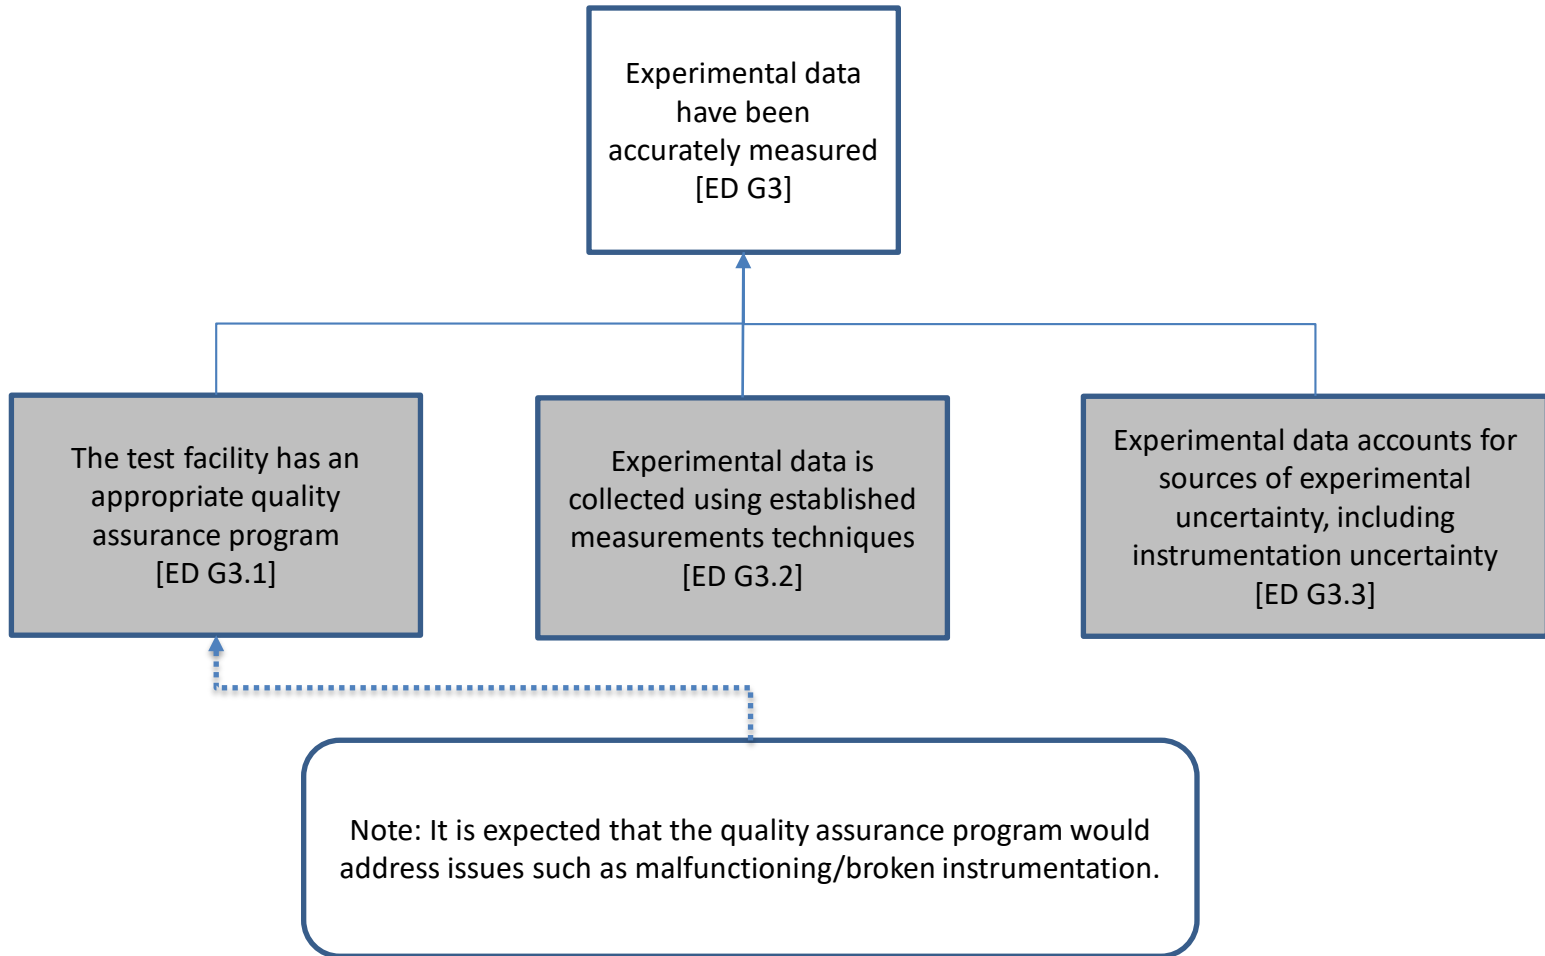 Experimental data
have been
accurately measured
[ED G3]
The test facility has an
appropriate quality
assurance program
[ED G3.1]
Experimental data is
collected using established
measurements techniques
[ED G3.2]
Experimental data accounts for
sources of experimental
uncertainty, including
instrumentation uncertainty
[ED G3.3]
Note: It is expected that the quality assurance program would
address issues such as malfunctioning/broken instrumentation.